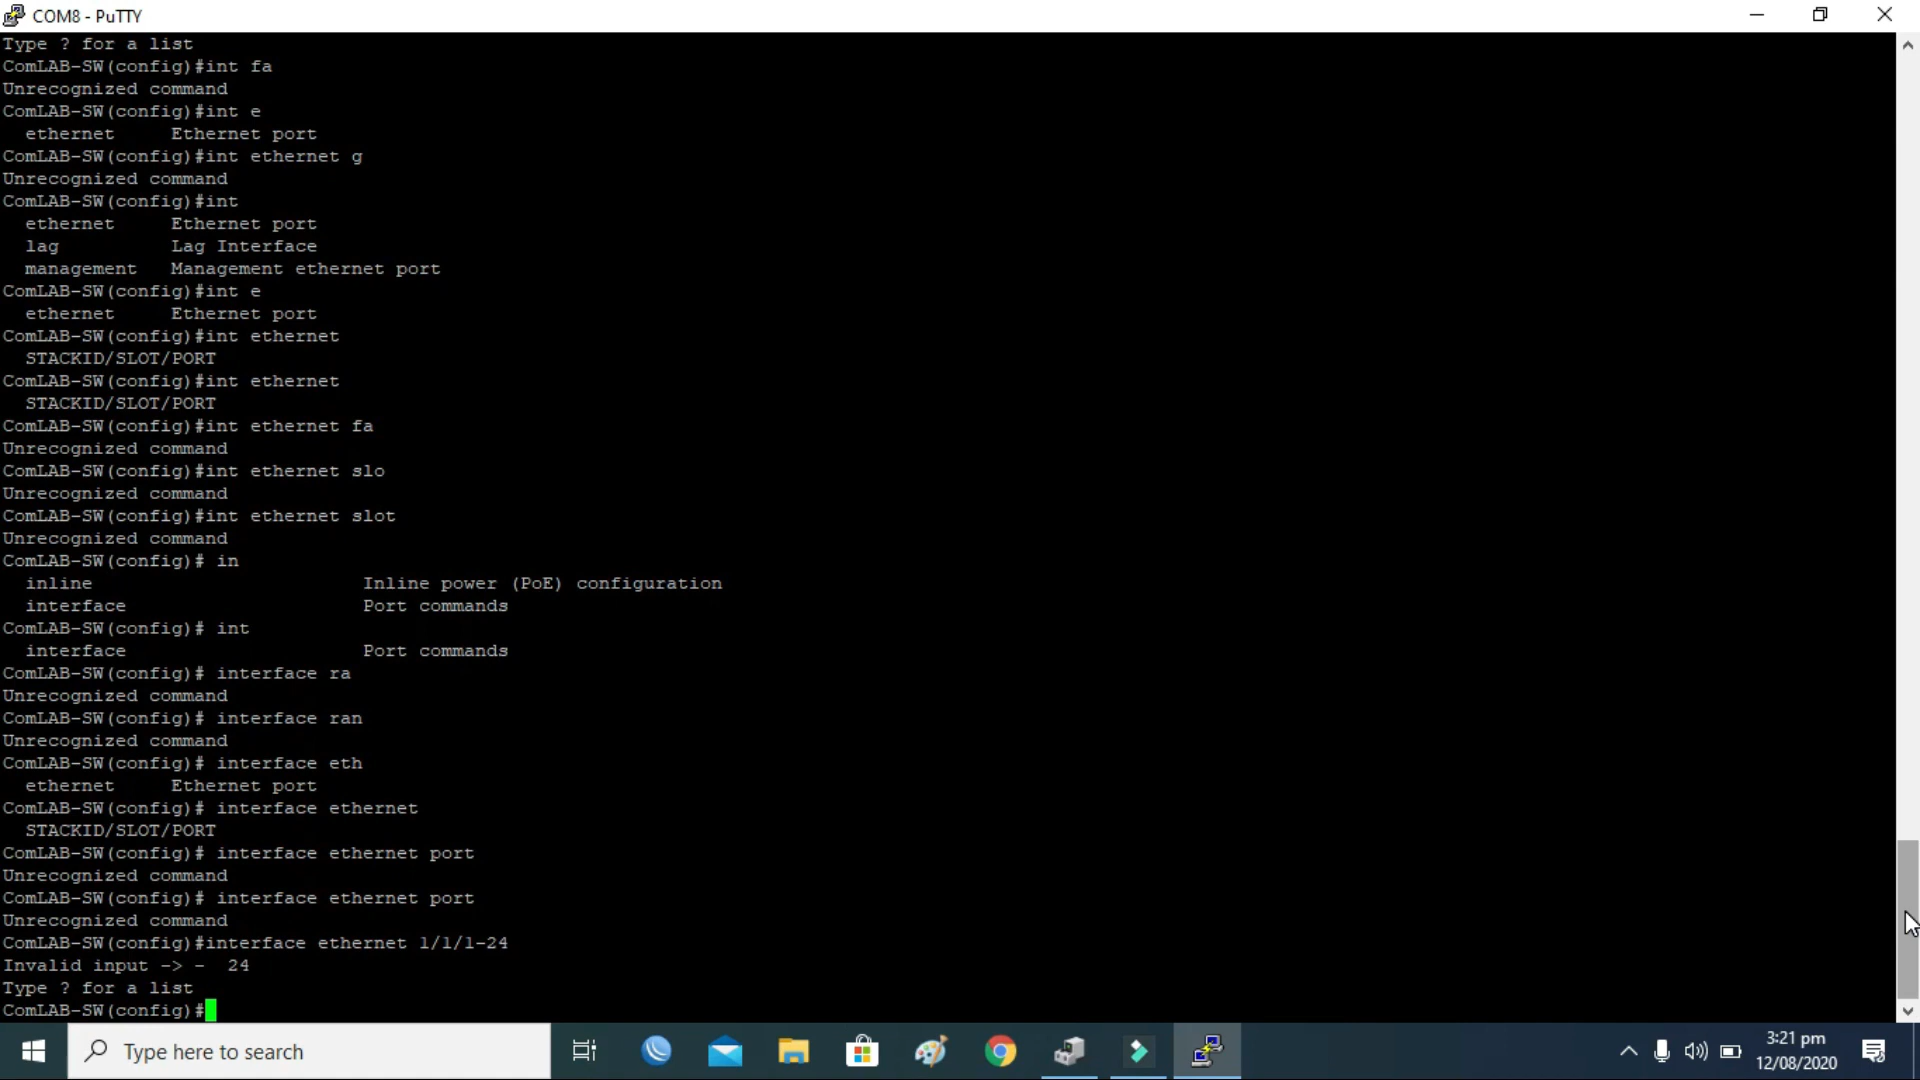 COM8 - PuTTY
Type ? for a list
ComLAB-SW(config)#int fa
Unrecognized command
ComLAB-SW(config)#int e
  ethernet     Ethernet port
ComLAB-SW(config)#int ethernet g
Unrecognized command
ComLAB-SW(config)#int
  ethernet     Ethernet port
  lag          Lag Interface
  management   Management ethernet port
ComLAB-SW(config)#int e
  ethernet     Ethernet port
ComLAB-SW(config)#int ethernet
  STACKID/SLOT/PORT
ComLAB-SW(config)#int ethernet
  STACKID/SLOT/PORT
ComLAB-SW(config)#int ethernet fa
Unrecognized command
ComLAB-SW(config)#int ethernet slo
Unrecognized command
ComLAB-SW(config)#int ethernet slot
Unrecognized command
ComLAB-SW(config)# in
  inline                        Inline power (PoE) configuration
  interface                     Port commands
ComLAB-SW(config)# int
  interface                     Port commands
ComLAB-SW(config)# interface ra
Unrecognized command
ComLAB-SW(config)# interface ran
Unrecognized command
ComLAB-SW(config)# interface eth
  ethernet     Ethernet port
ComLAB-SW(config)# interface ethernet
  STACKID/SLOT/PORT
ComLAB-SW(config)# interface ethernet port
Unrecognized command
ComLAB-SW(config)# interface ethernet port
Unrecognized command
ComLAB-SW(config)#interface ethernet 1/1/1-24
Invalid input -> -  24
Type ? for a list
ComLAB-SW(config)#
Type here to search
3:21 pm
12/08/2020